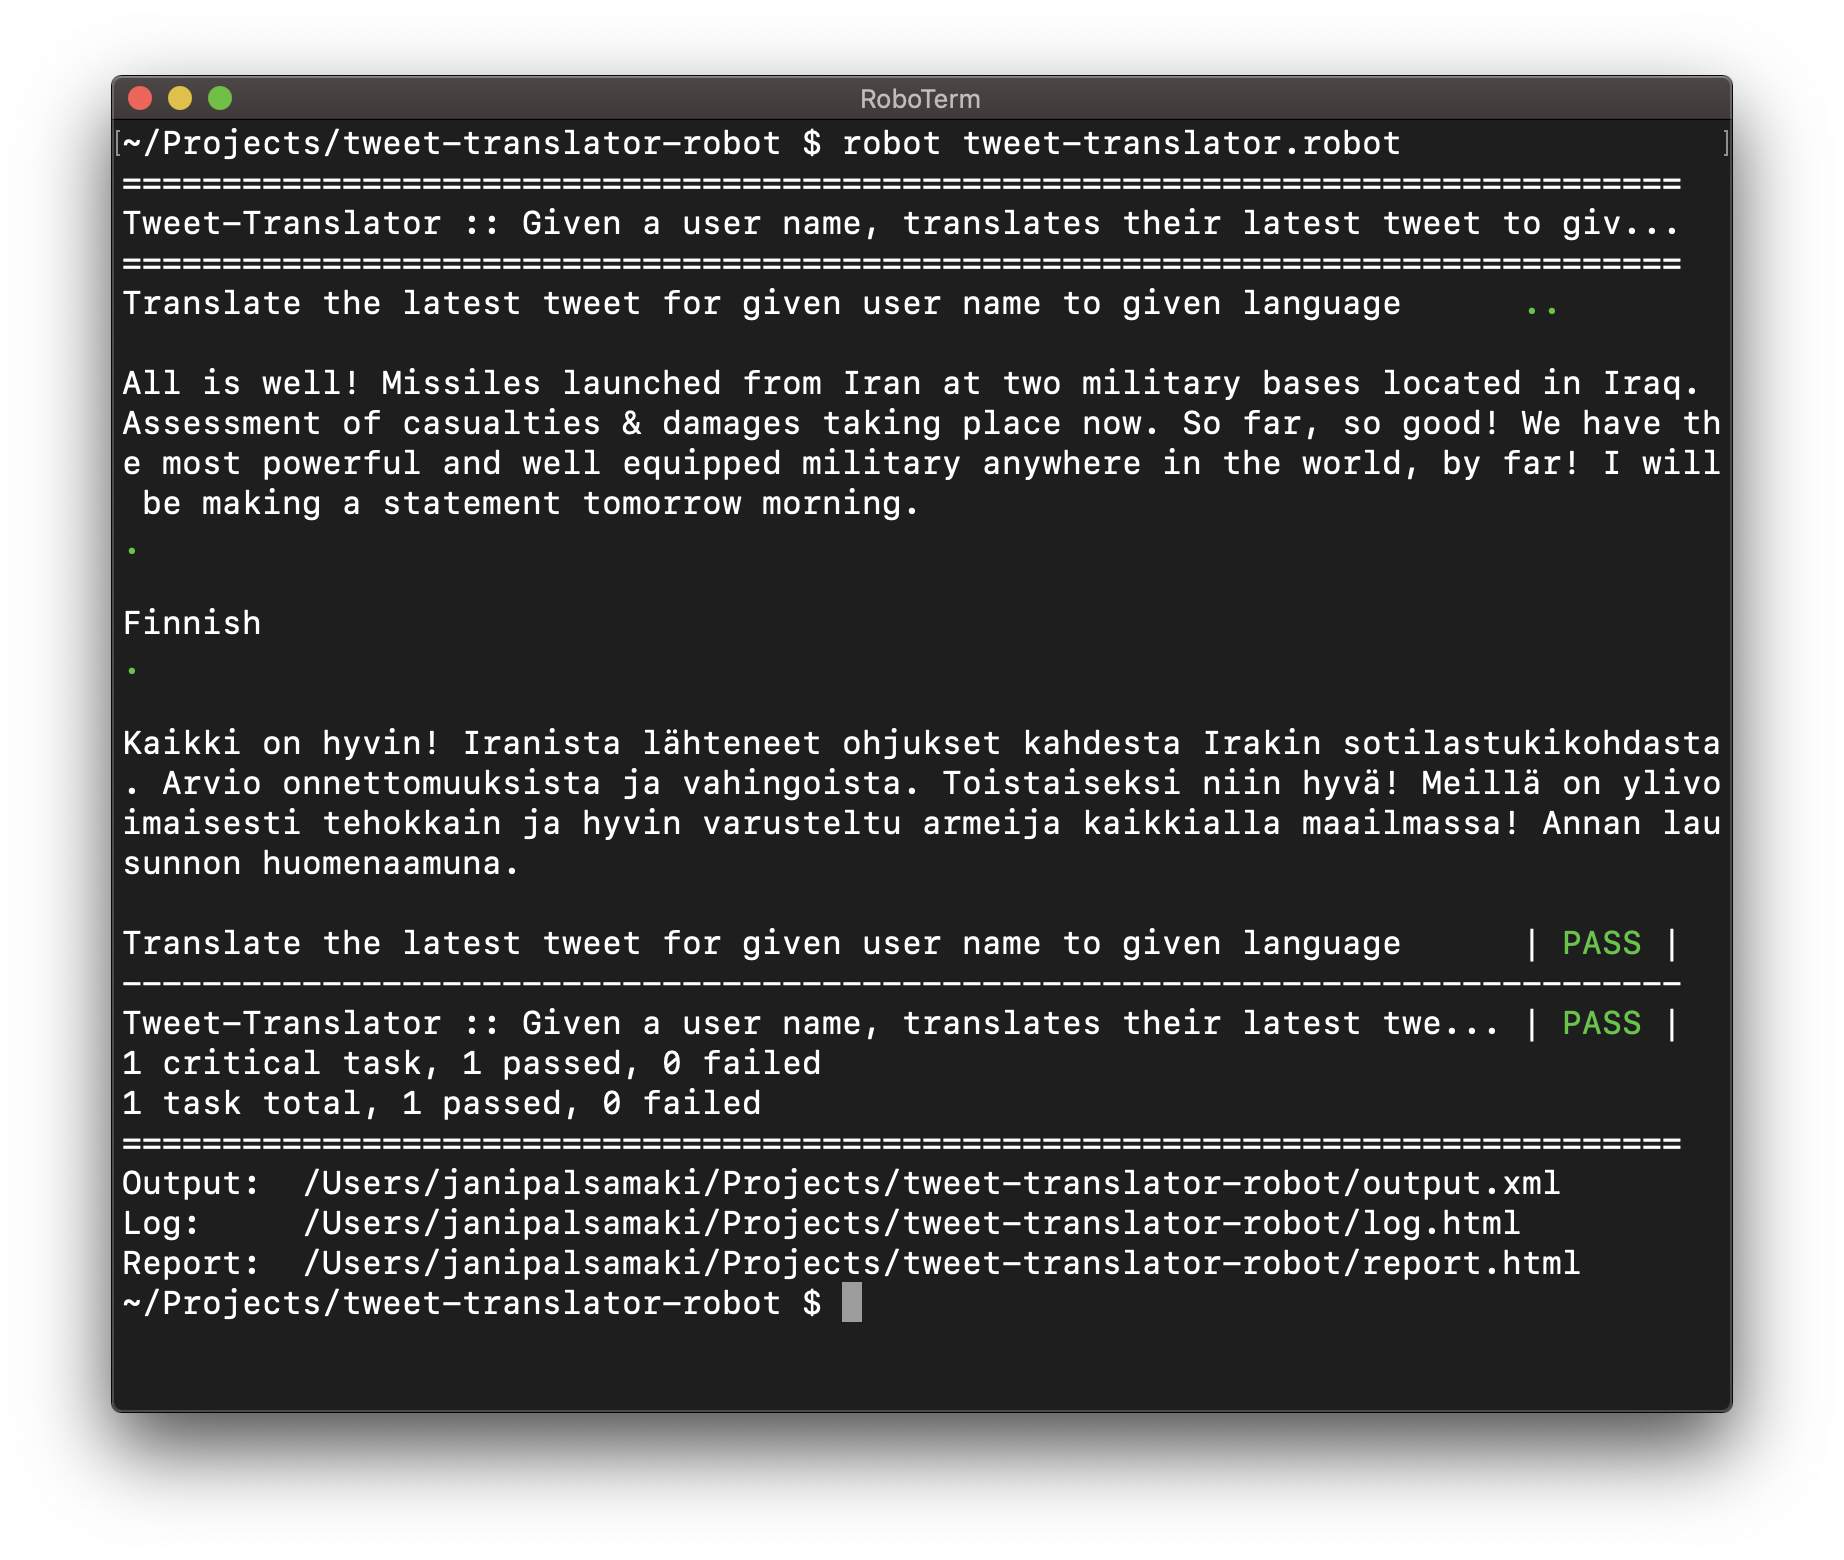 RoboTerm
[~/Projects/tweet-translator-robot $ robot tweet-translator.robot ]
==============================================================================
Tweet-Translator :: Given a user name, translates their latest tweet to giv...
==============================================================================
Translate the latest tweet for given user name to given language ..
All is well! Missiles launched from Iran at two military bases located in Iraq.
Assessment of casualties & damages taking place now. So far, so good! We have th
e most powerful and well equipped military anywhere in the world, by far! I will
be making a statement tomorrow morning.
.
Finnish
.
Kaikki on hyvin! Iranista lähteneet ohjukset kahdesta Irakin sotilastukikohdasta
. Arvio onnettomuuksista ja vahingoista. Toistaiseksi niin hyvä! Meillä on ylivo
imaisesti tehokkain ja hyvin varusteltu armeija kaikkialla maailmassa! Annan lau
sunnon huomenaamuna.
Translate the latest tweet for given user name to given language | PASS |
------------------------------------------------------------------------------
Tweet-Translator :: Given a user name, translates their latest twe... | PASS |
1 critical task, 1 passed, 0 failed
1 task total, 1 passed, 0 failed
==============================================================================
Output: /Users/janipalsamaki/Projects/tweet-translator-robot/output.xml
Log: /Users/janipalsamaki/Projects/tweet-translator-robot/log.html
Report: /Users/janipalsamaki/Projects/tweet-translator-robot/report.html
~/Projects/tweet-translator-robot $